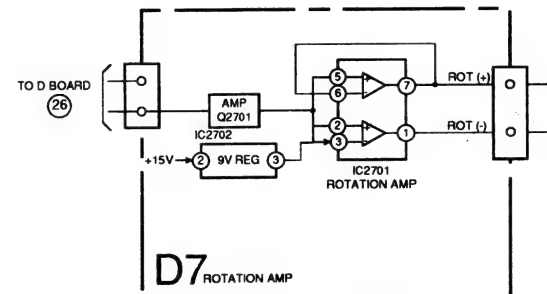 TO D BOARD
26
AMP
Q2701
IC2702
+15V
2
9V REG
3
5
6
7
2
3
1
IC2701
ROTATION AMP
ROT (+)
ROT (-)
D7 ROTATION AMP